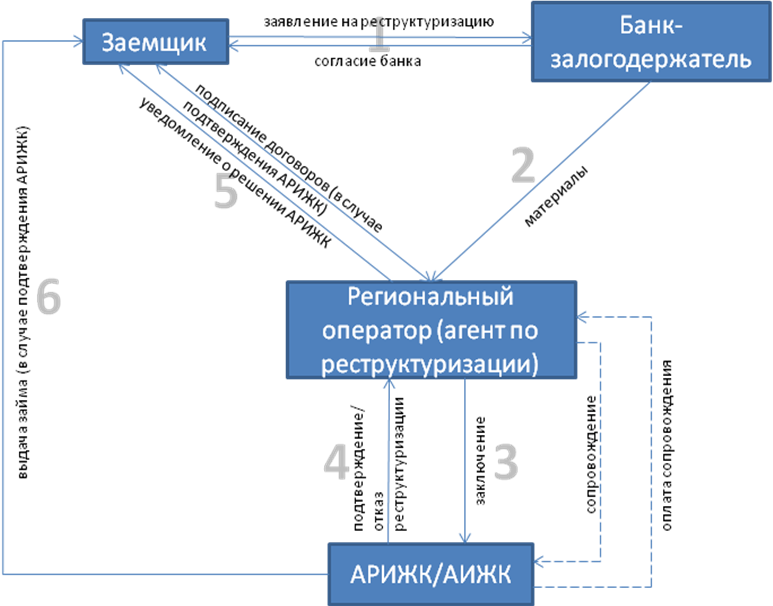 заявление на реструктуризацию
Заемщик
1
согласие банка
Банк-
залогодержатель
подписание договоров (в случае
подтверждения АРИЖК)
уведомление о решении АРИЖК
5
2
материалы
выдача займа (в случае подтверждения АРИЖК)
6
Региональный
оператор (агент по
реструктуризации)
4
подтверждение/
отказ
реструктуризации
заключение
3
сопровождение
оплата сопровождения
АРИЖК/АИЖК